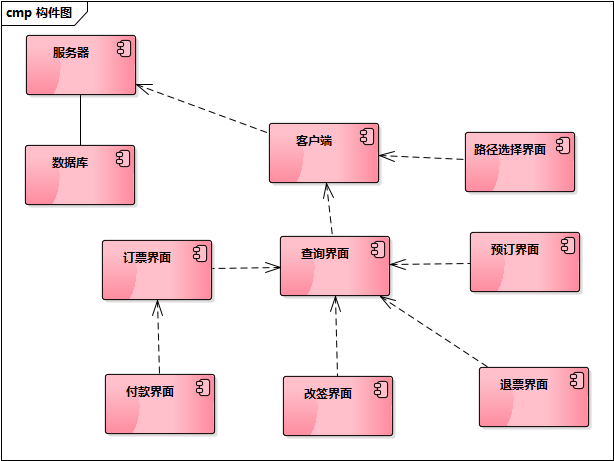 cmp 构件图
服务器
数据库
客户端
路径选择界面
订票界面
查询界面
预订界面
付款界面
改签界面
退票界面